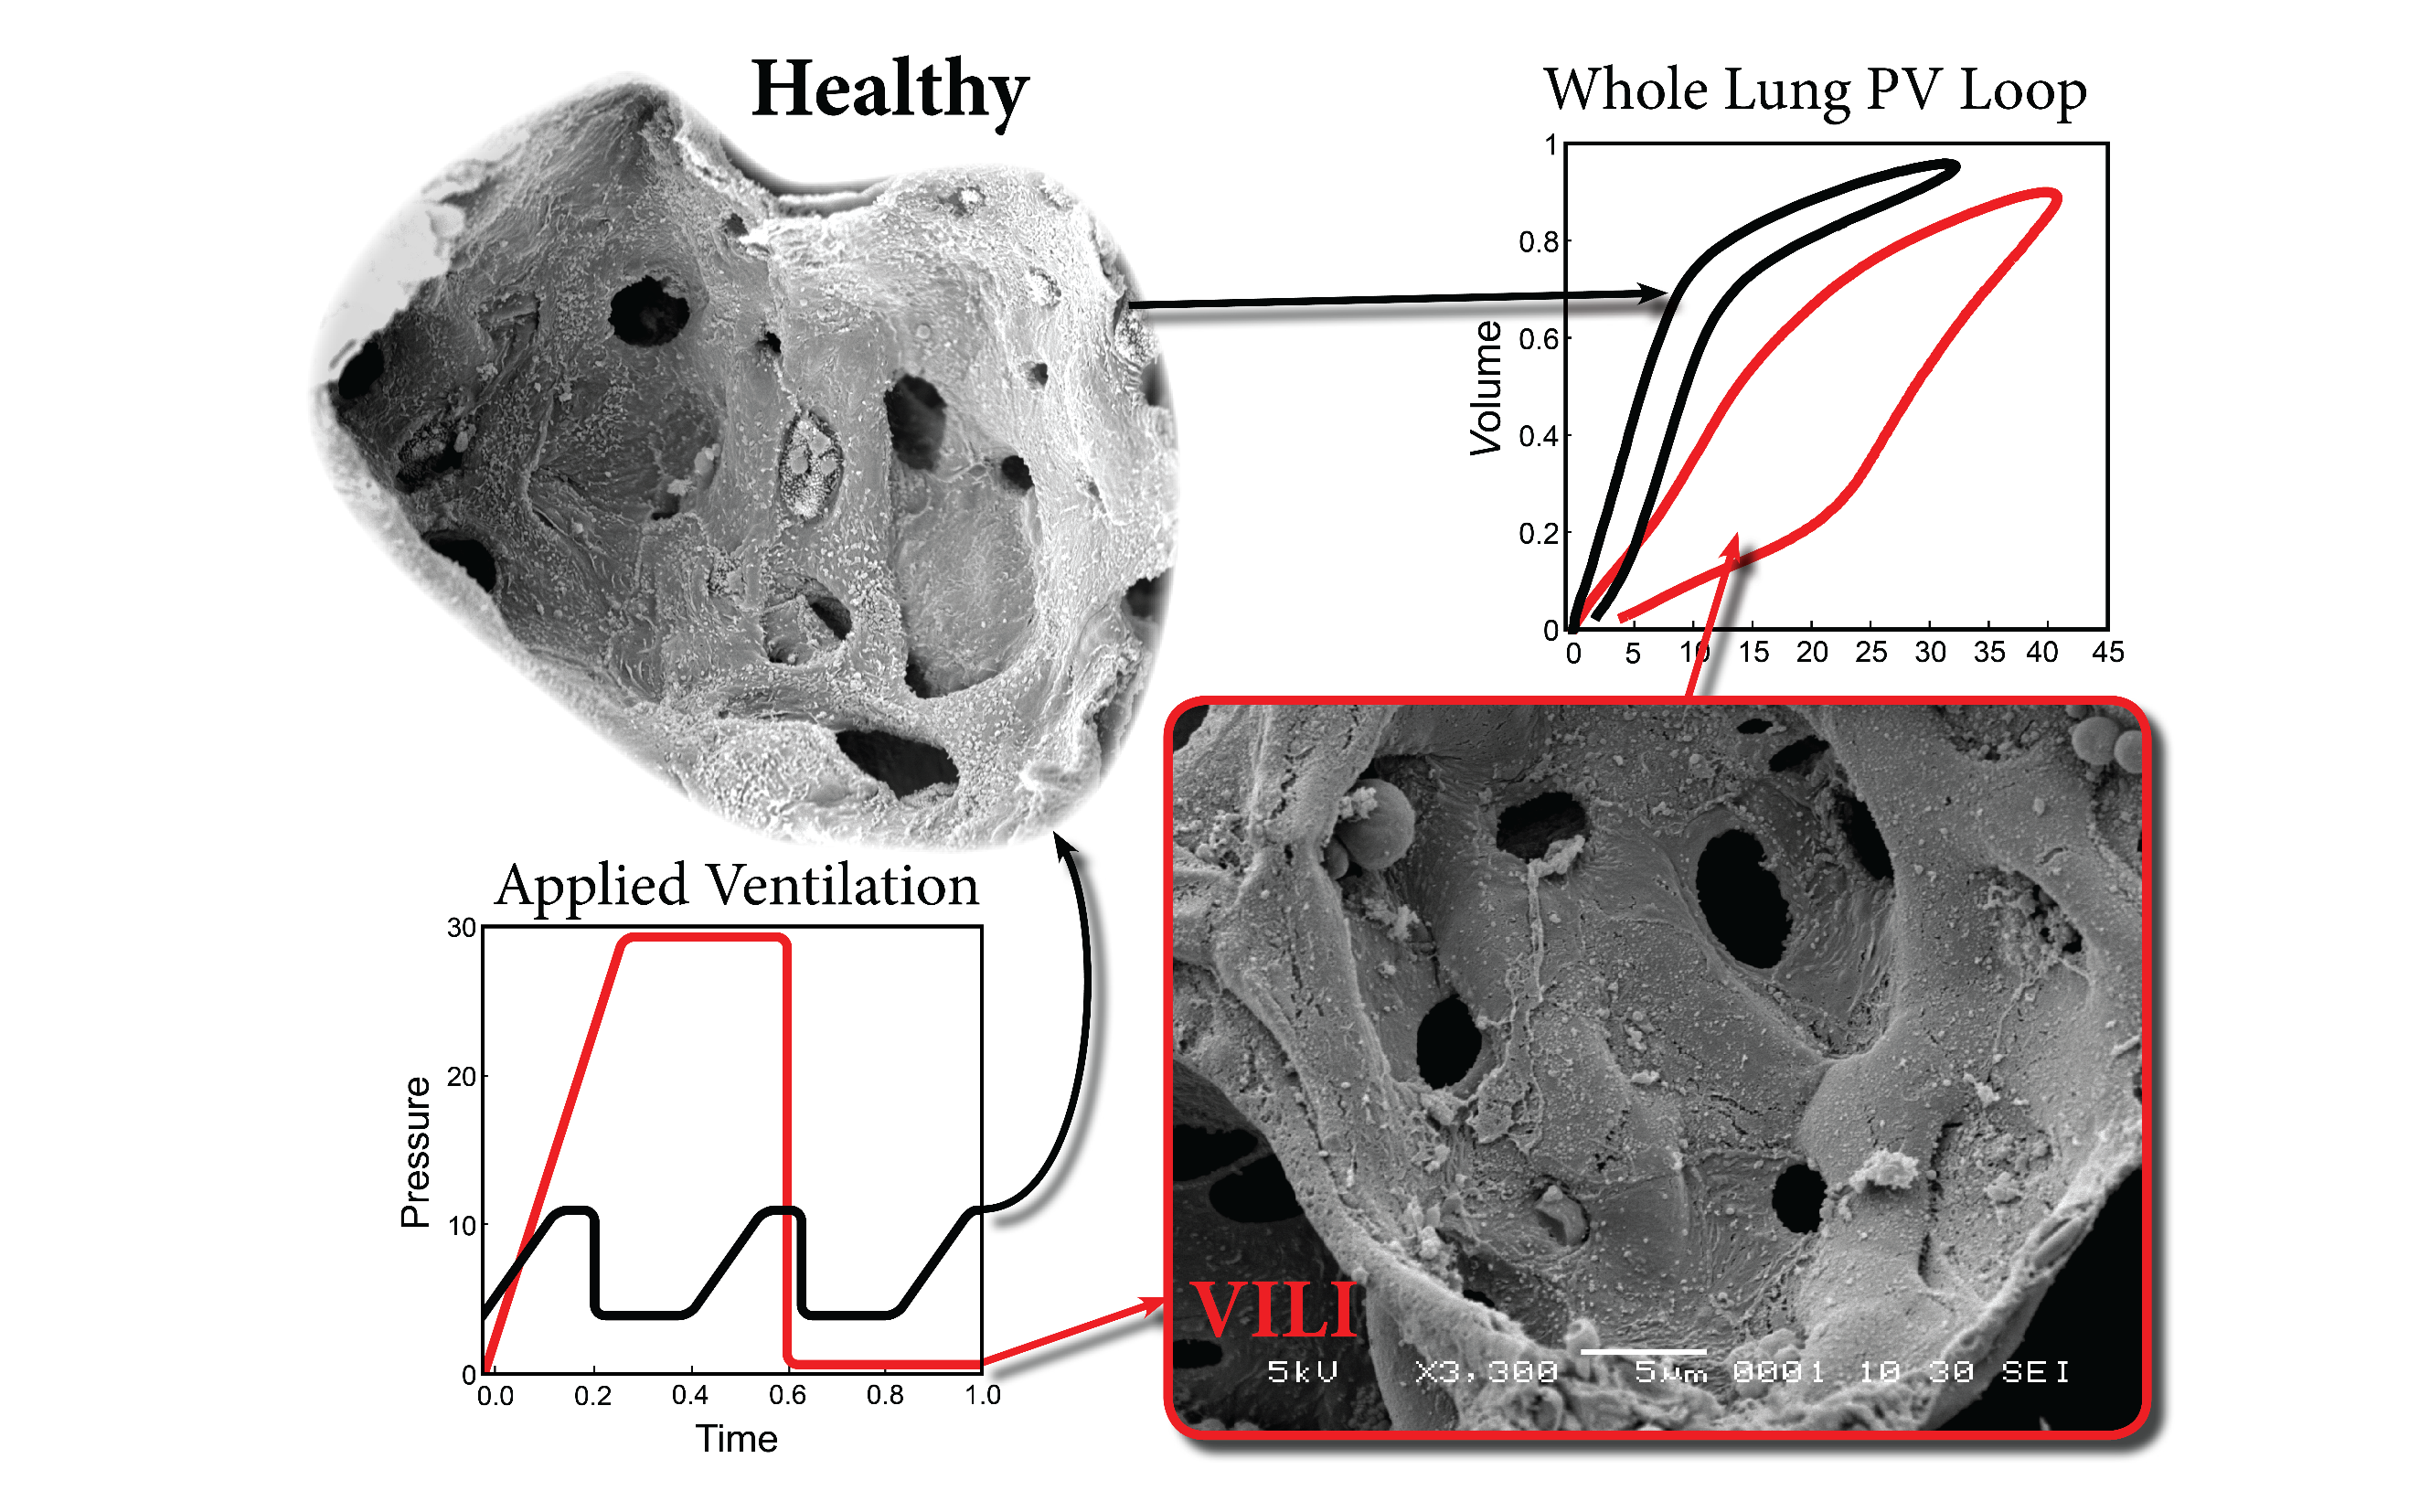 Healthy
Whole Lung PV Loop
1
0.8
0.6
0.4
0.2
0
Volume
0 5 10 15 20 25 30 35 40 45
Applied Ventilation
30
20
10
0
Pressure
0.0 0.2 0.4 0.6 0.8 1.0
Time
VILI
5kV X3,300 5µm 0001 10 30 SEI